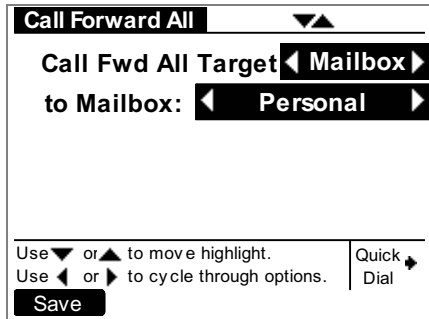 Call Forward All ▼▲
Call Fwd All Target ◀ Mailbox ▶
to Mailbox: ◀ Personal ▶
Use ▼ or ▲ to move highlight.
Use ◀ or ▶ to cycle through options.
Quick
Dial
Save